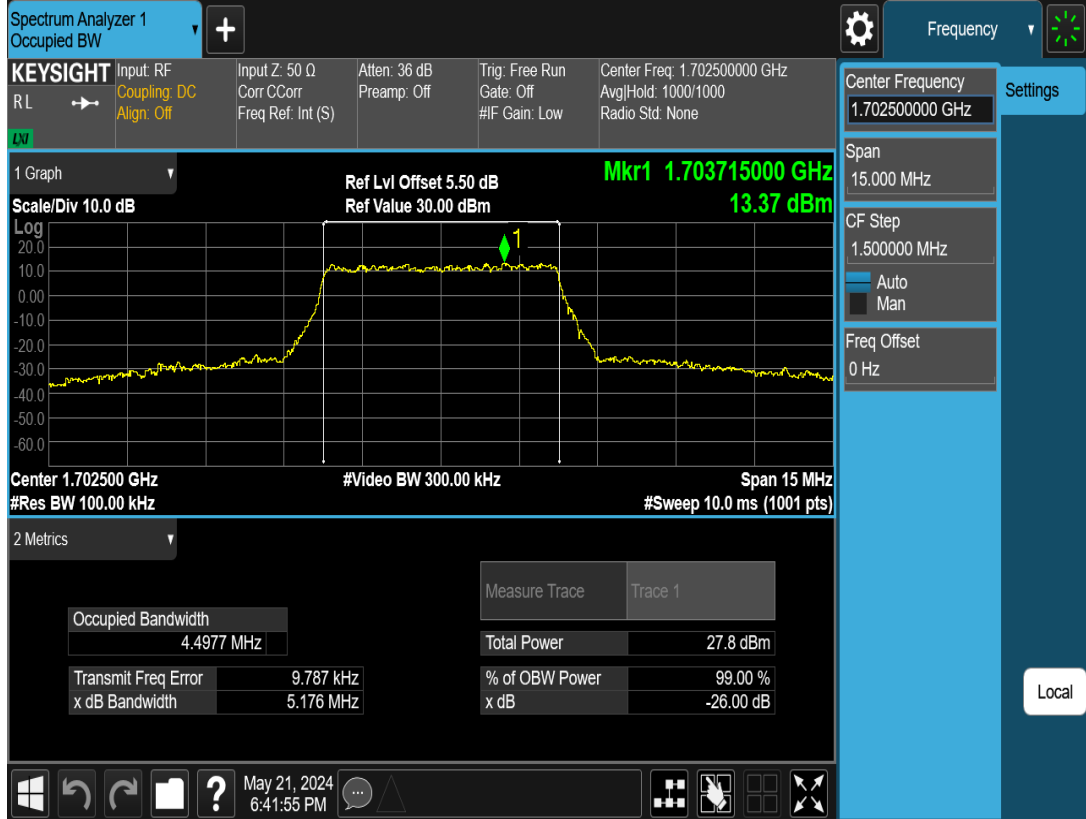 Spectrum Analyzer 1
Occupied BW
+
Frequency
KEYSIGHT
R L
LXI
Input: RF
Coupling: DC
Align: Off
Input Z: 50 Ω
Corr CCorr
Freq Ref: Int (S)
Atten: 36 dB
Preamp: Off
Trig: Free Run
Gate: Off
#IF Gain: Low
Center Freq: 1.702500000 GHz
Avg|Hold: 1000/1000
Radio Std: None
Center Frequency
1.702500000 GHz
Settings
Span
15.000 MHz
CF Step
1.500000 MHz
Auto
Man
Freq Offset
0 Hz
Local
1 Graph
Scale/Div 10.0 dB
Ref Lvl Offset 5.50 dB
Ref Value 30.00 dBm
Mkr1 1.703715000 GHz
13.37 dBm
Log
1
20.0
10.0
0.00
-10.0
-20.0
-30.0
-40.0
-50.0
-60.0
Center 1.702500 GHz
#Video BW 300.00 kHz
Span 15 MHz
#Res BW 100.00 kHz
#Sweep 10.0 ms (1001 pts)
2 Metrics
Measure Trace
Trace 1
Occupied Bandwidth
4.4977 MHz
Total Power
27.8 dBm
Transmit Freq Error
9.787 kHz
% of OBW Power
99.00 %
x dB Bandwidth
5.176 MHz
x dB
-26.00 dB
?
May 21, 2024
6:41:55 PM